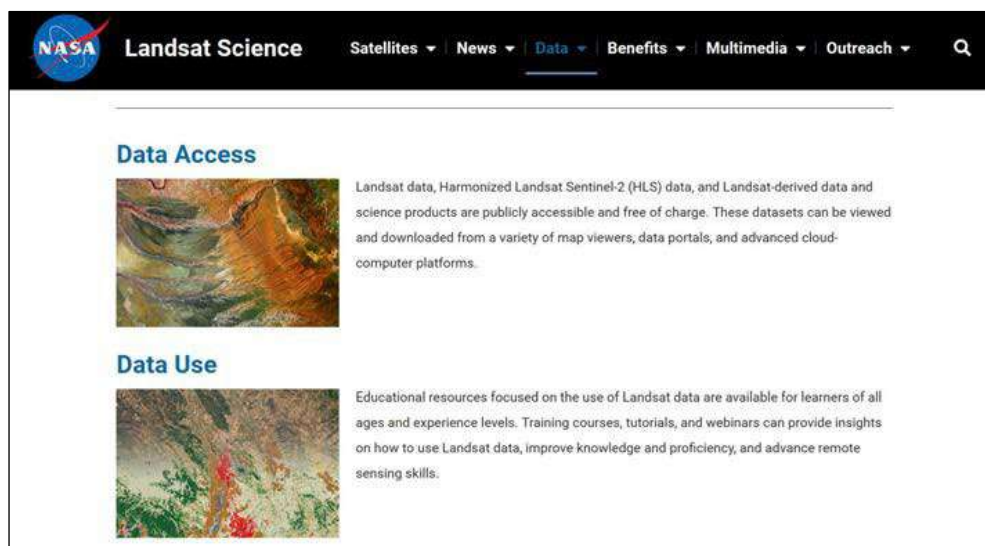 NASA Landsat Science Satellites News Data Benefits Multimedia Outreach
Data Access
Landsat data, Harmonized Landsat Sentinel-2 (HLS) data, and Landsat-derived data and
science products are publicly accessible and free of charge. These datasets can be viewed
and downloaded from a variety of map viewers, data portals, and advanced cloud-
computer platforms.
Data Use
Educational resources focused on the use of Landsat data are available for learners of all
ages and experience levels. Training courses, tutorials, and webinars can provide insights
on how to use Landsat data, improve knowledge and proficiency, and advance remote
sensing skills.